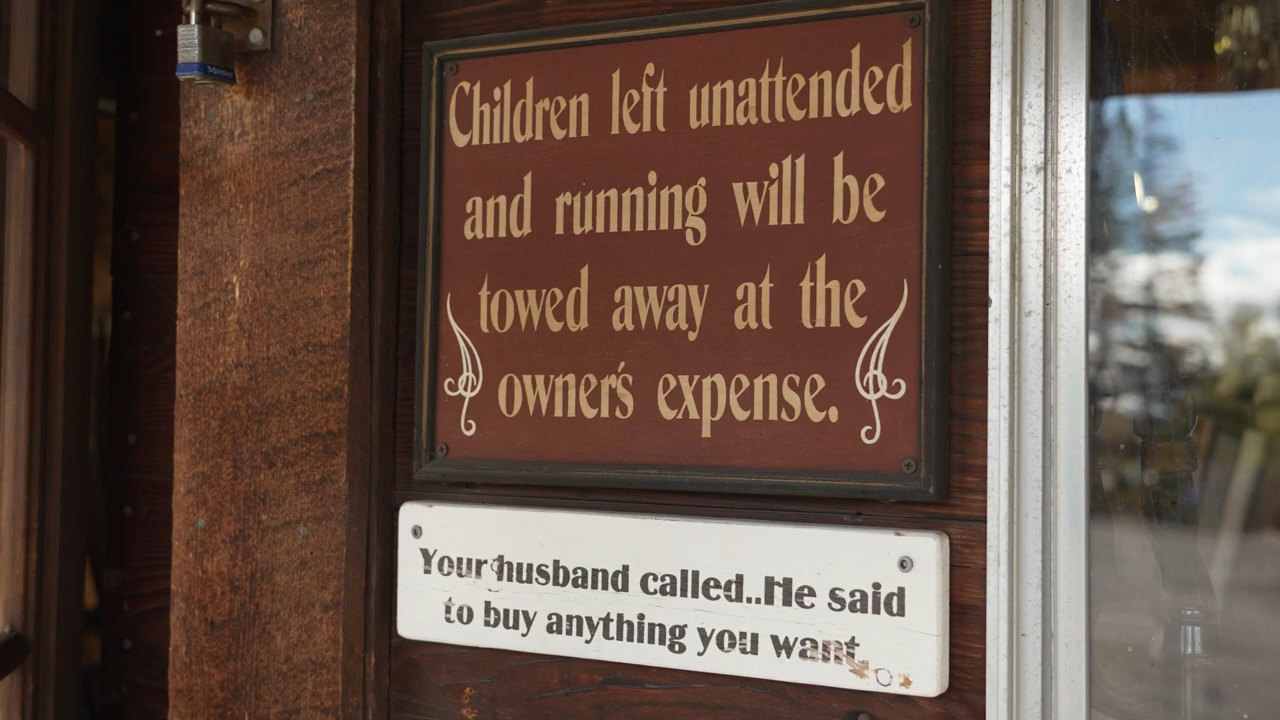 Master
Children left unattended
and running will be
towed away at the
owner's expense.
Your husband called..He said
to buy anything you want.